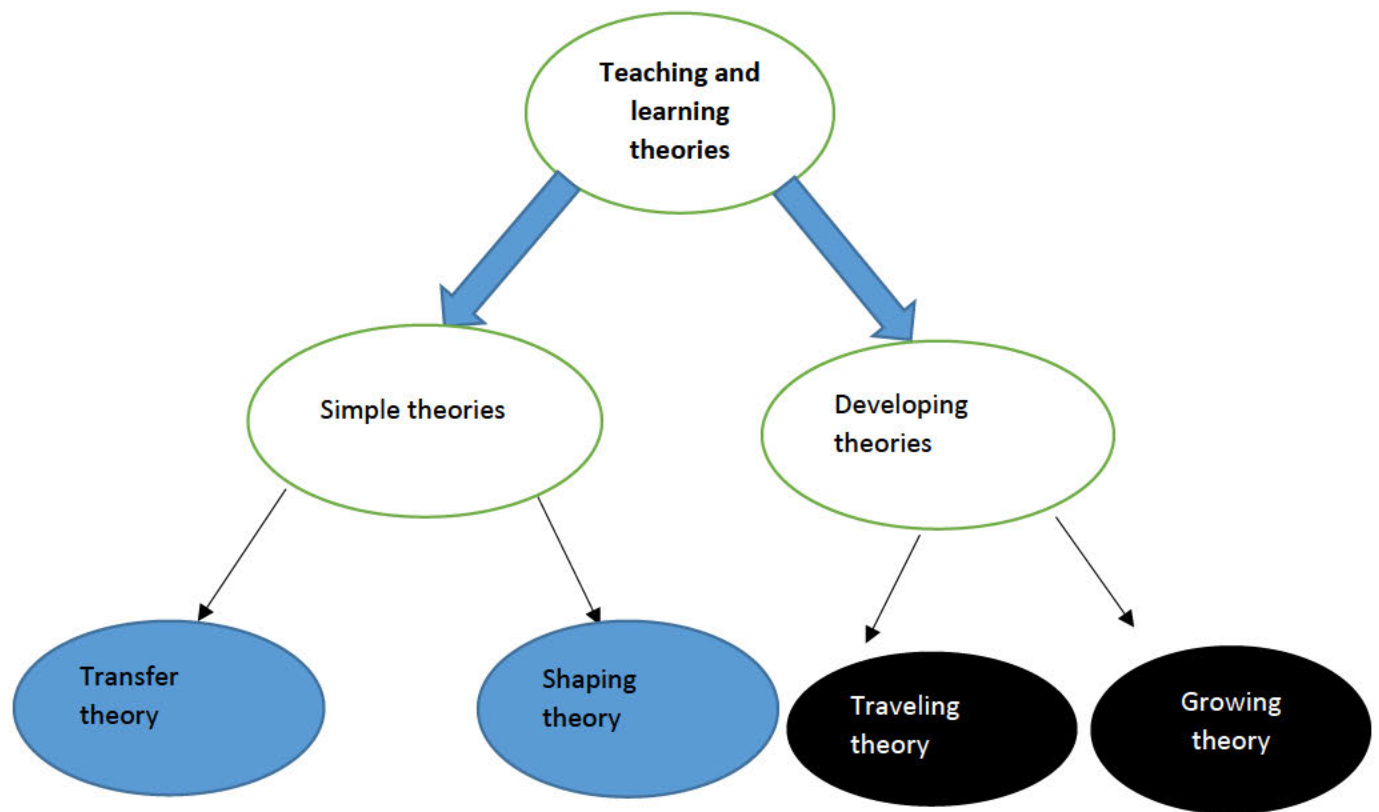 Teaching and
learning
theories
Simple theories
Developing
theories
Transfer
theory
Shaping
theory
Traveling
theory
Growing
theory